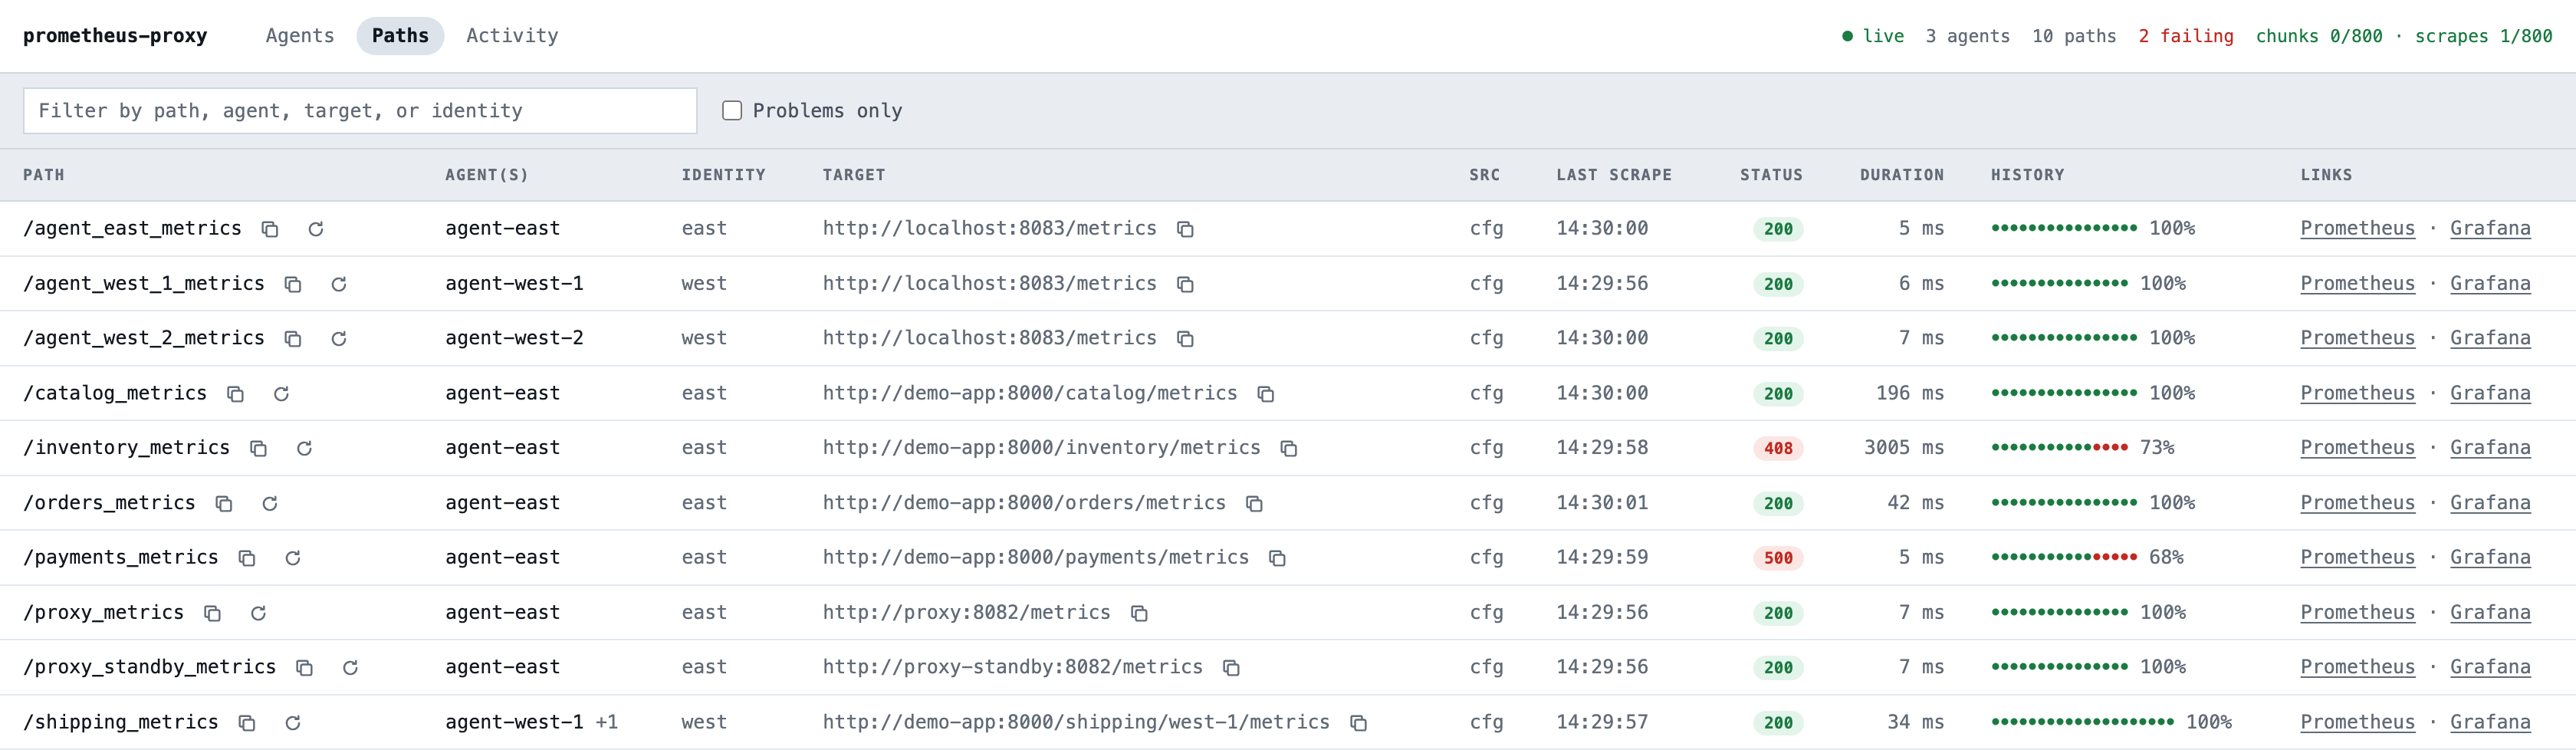 prometheus-proxy Agents Paths Activity live 3 agents 10 paths 2 failing chunks 0/800 · scrapes 1/800
Filter by path, agent, target, or identity Problems only
PATH AGENT(S) IDENTITY TARGET SRC LAST SCRAPE STATUS DURATION HISTORY LINKS
/agent_east_metrics agent-east east http://localhost:8083/metrics cfg 14:30:00 200 5 ms 100% Prometheus · Grafana
/agent_west_1_metrics agent-west-1 west http://localhost:8083/metrics cfg 14:29:56 200 6 ms 100% Prometheus · Grafana
/agent_west_2_metrics agent-west-2 west http://localhost:8083/metrics cfg 14:30:00 200 7 ms 100% Prometheus · Grafana
/catalog_metrics agent-east east http://demo-app:8000/catalog/metrics cfg 14:30:00 200 196 ms 100% Prometheus · Grafana
/inventory_metrics agent-east east http://demo-app:8000/inventory/metrics cfg 14:29:58 408 3005 ms 73% Prometheus · Grafana
/orders_metrics agent-east east http://demo-app:8000/orders/metrics cfg 14:30:01 200 42 ms 100% Prometheus · Grafana
/payments_metrics agent-east east http://demo-app:8000/payments/metrics cfg 14:29:59 500 5 ms 68% Prometheus · Grafana
/proxy_metrics agent-east east http://proxy:8082/metrics cfg 14:29:56 200 7 ms 100% Prometheus · Grafana
/proxy_standby_metrics agent-east east http://proxy-standby:8082/metrics cfg 14:29:56 200 7 ms 100% Prometheus · Grafana
/shipping_metrics agent-west-1 +1 west http://demo-app:8000/shipping/west-1/metrics cfg 14:29:57 200 34 ms 100% Prometheus · Grafana